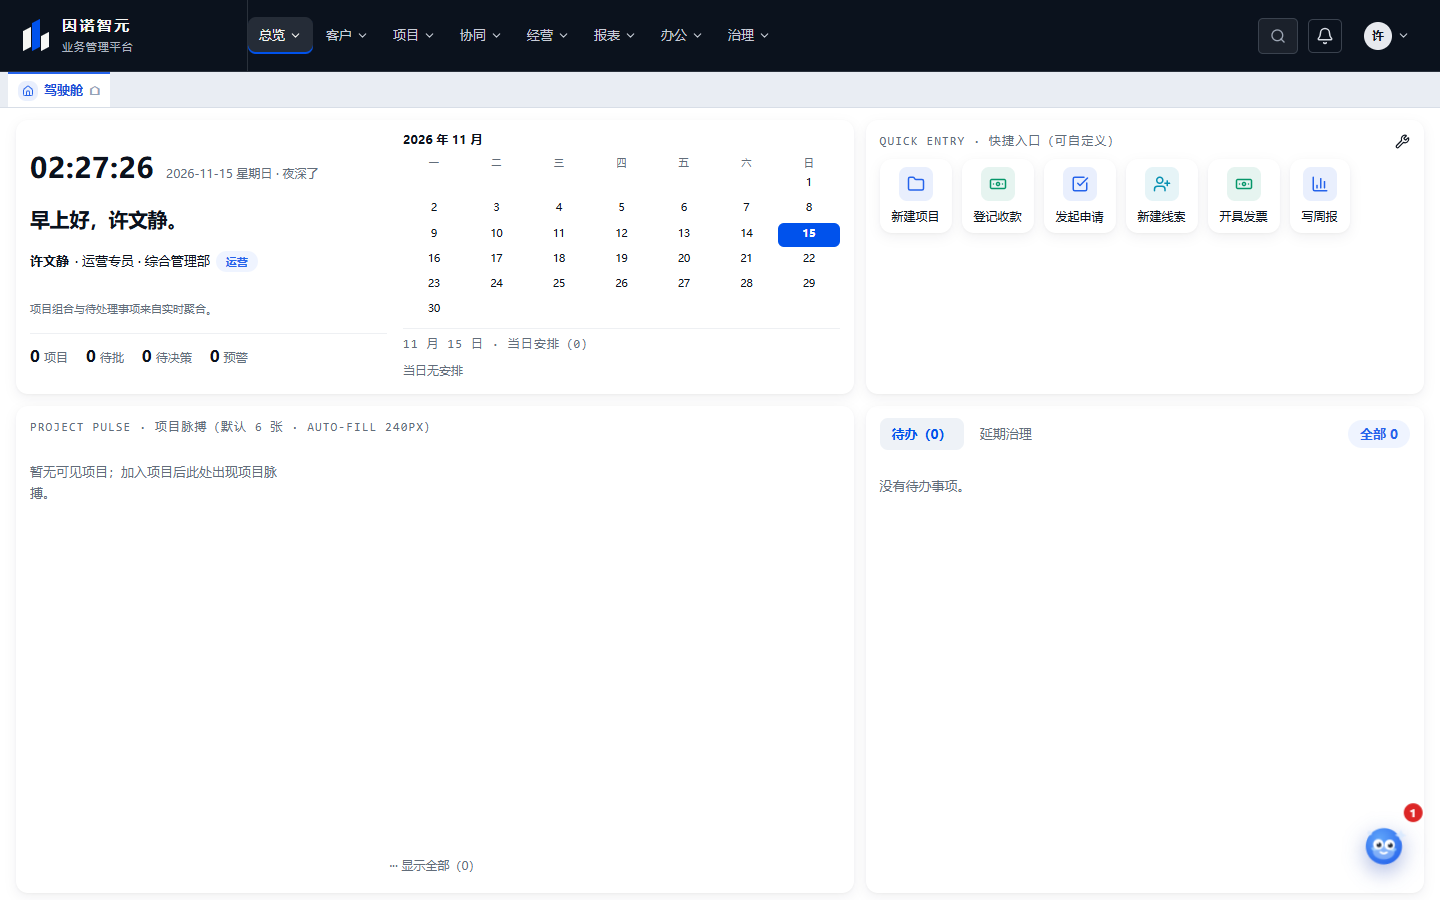 因诺智元
业务管理平台
总览 客户 项目 协同 经营 报表 办公 治理
许
驾驶舱
02:27:26 2026-11-15 星期日 · 夜深了
早上好，许文静。
许文静 · 运营专员 · 综合管理部 运营
项目组合与待处理事项来自实时聚合。
0 项目 0 待批 0 待决策 0 预警
2026 年 11 月
一 二 三 四 五 六 日
1
2 3 4 5 6 7 8
9 10 11 12 13 14 15
16 17 18 19 20 21 22
23 24 25 26 27 28 29
30
11 月 15 日 · 当日安排 (0)
当日无安排
QUICK ENTRY · 快捷入口 (可自定义)
新建项目 登记收款 发起申请 新建线索 开具发票 写周报
PROJECT PULSE · 项目脉搏 (默认 6 张 · AUTO-FILL 240PX)
暂无可见项目；加入项目后此处出现项目脉
搏。
··· 显示全部（0）
待办（0） 延期治理 全部 0
没有待办事项。
1